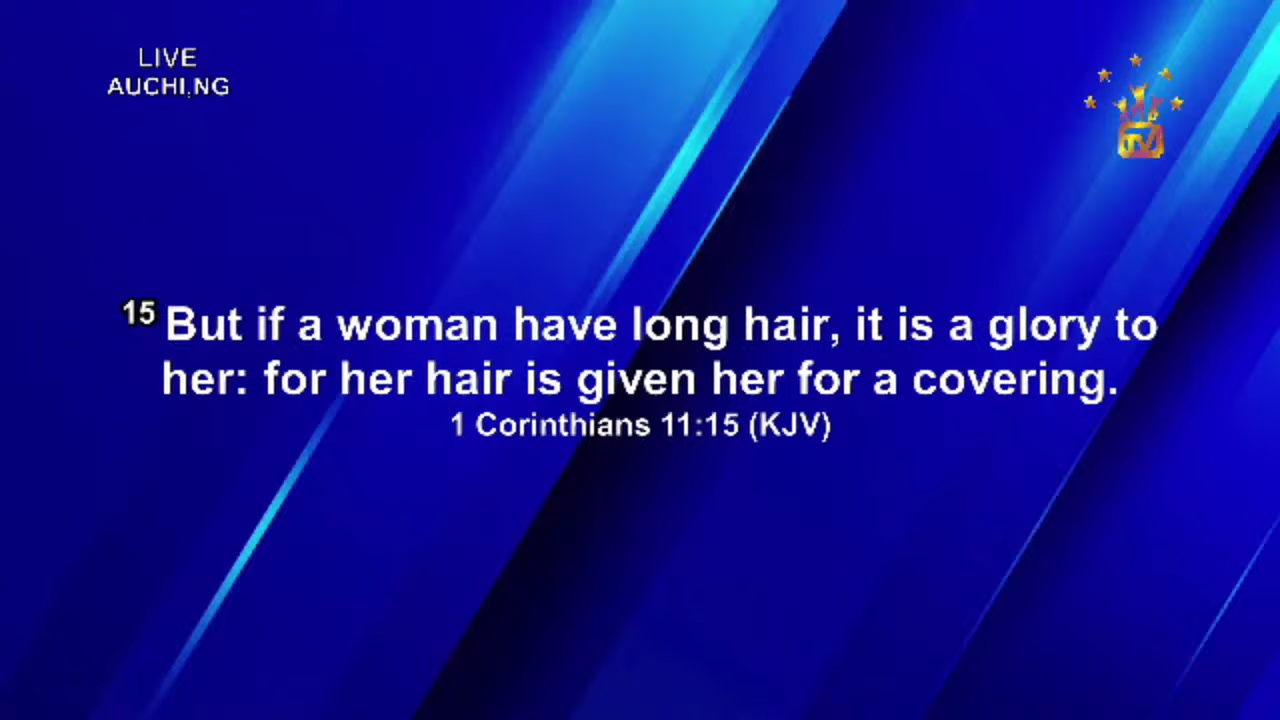 LIVE
AUCHI,NG
TV
15 But if a woman have long hair, it is a glory to
her: for her hair is given her for a covering.
1 Corinthians 11:15 (KJV)